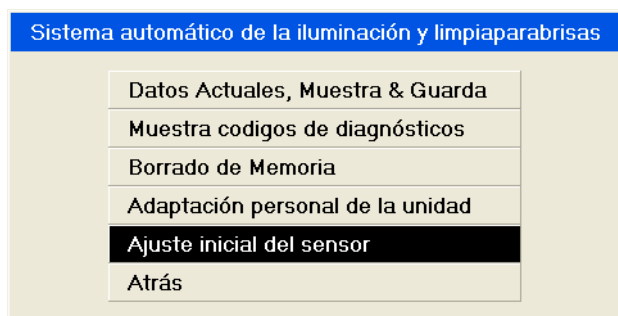 Sistema automático de la iluminación y limpiaparabrisas
Datos Actuales, Muestra & Guarda
Muestra codigos de diagnósticos
Borrado de Memoria
Adaptación personal de la unidad
Ajuste inicial del sensor
Atrás